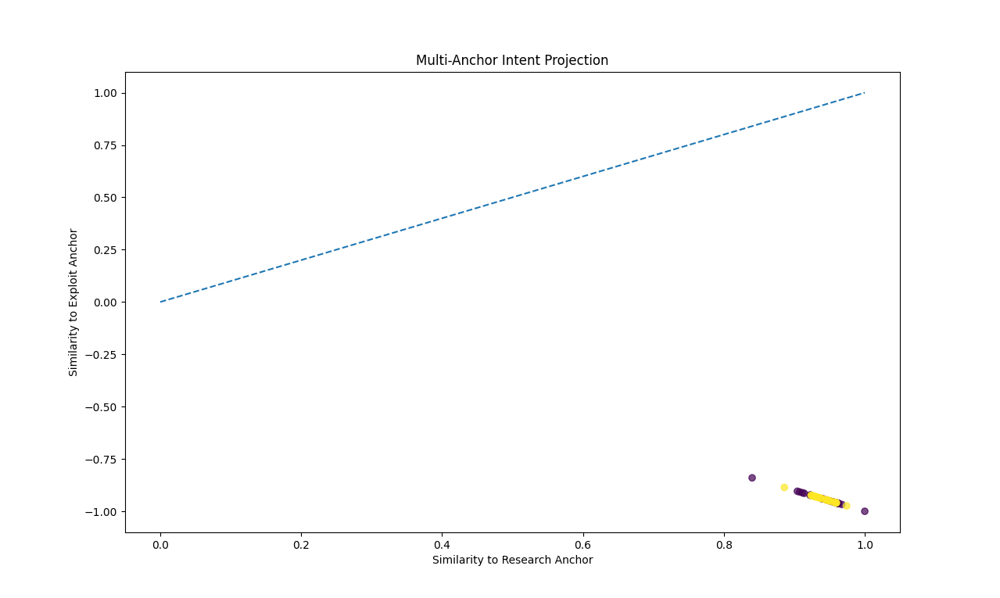 Multi-Anchor Intent Projection
1.00
0.75
0.50
0.25
0.00
−0.25
−0.50
−0.75
−1.00
Similarity to Exploit Anchor
0.0 0.2 0.4 0.6 0.8 1.0
Similarity to Research Anchor